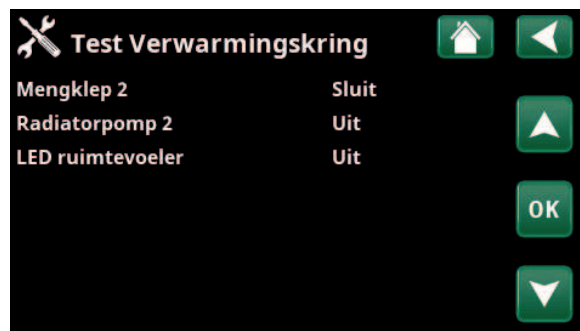 Test Verwarmingskring
Mengklep 2 Sluit
Radiatorpomp 2 Uit
LED ruimtevoeler Uit
OK